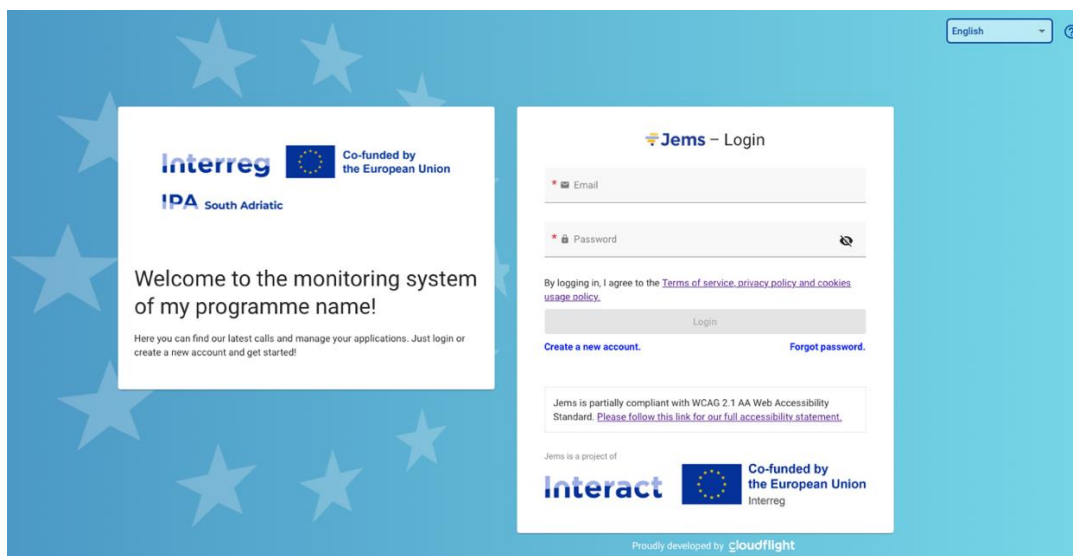 English
Interreg
Co-funded by
the European Union
IPA South Adriatic
Welcome to the monitoring system
of my programme name!
Here you can find our latest calls and manage your applications. Just login or
create a new account and get started!
Jems – Login
* Email
* Password
By logging in, I agree to the Terms of service, privacy policy and cookies
usage policy.
Login
Create a new account.
Forgot password.
Jems is partially compliant with WCAG 2.1 AA Web Accessibility
Standard. Please follow this link for our full accessibility statement.
Jems is a project of
Interact
Co-funded by
the European Union
Interreg
Proudly developed by cloudflight